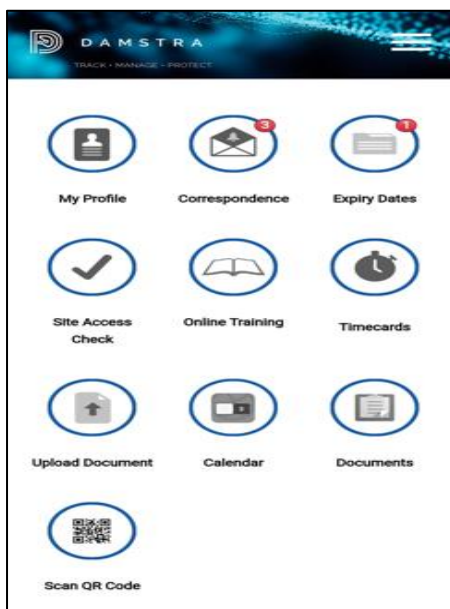 DAMSTRA
TRACK • MANAGE • PROTECT
3
1
My Profile
Correspondence
Expiry Dates
Site Access
Check
Online Training
Timecards
Upload Document
Calendar
Documents
Scan QR Code